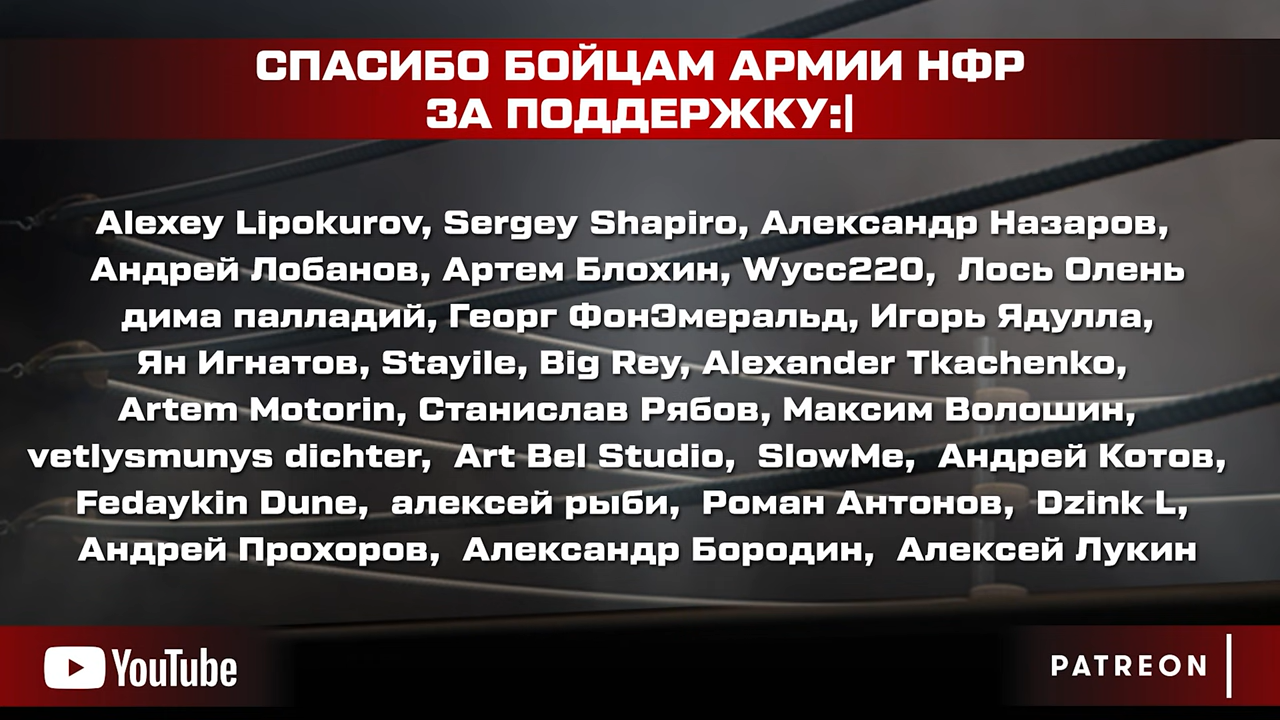 СПАСИБО БОЙЦАМ АРМИИ НФР
ЗА ПОДДЕРЖКУ:|
Alexey Lipokurov, Sergey Shapiro, Александр Назаров,
Андрей Лобанов, Артем Блохин, Wycc220, Лось Олень
дима палладий, Георг ФонЭмеральд, Игорь Ядулла,
Ян Игнатов, Stayile, Big Rey, Alexander Tkachenko,
Artem Motorin, Станислав Рябов, Максим Волошин,
vetlysmunys dichter, Art Bel Studio, SlowMe, Андрей Котов,
Fedaykin Dune, алексей рыби, Роман Антонов, Dzink L,
Андрей Прохоров, Александр Бородин, Алексей Лукин
YouTube
PATREON